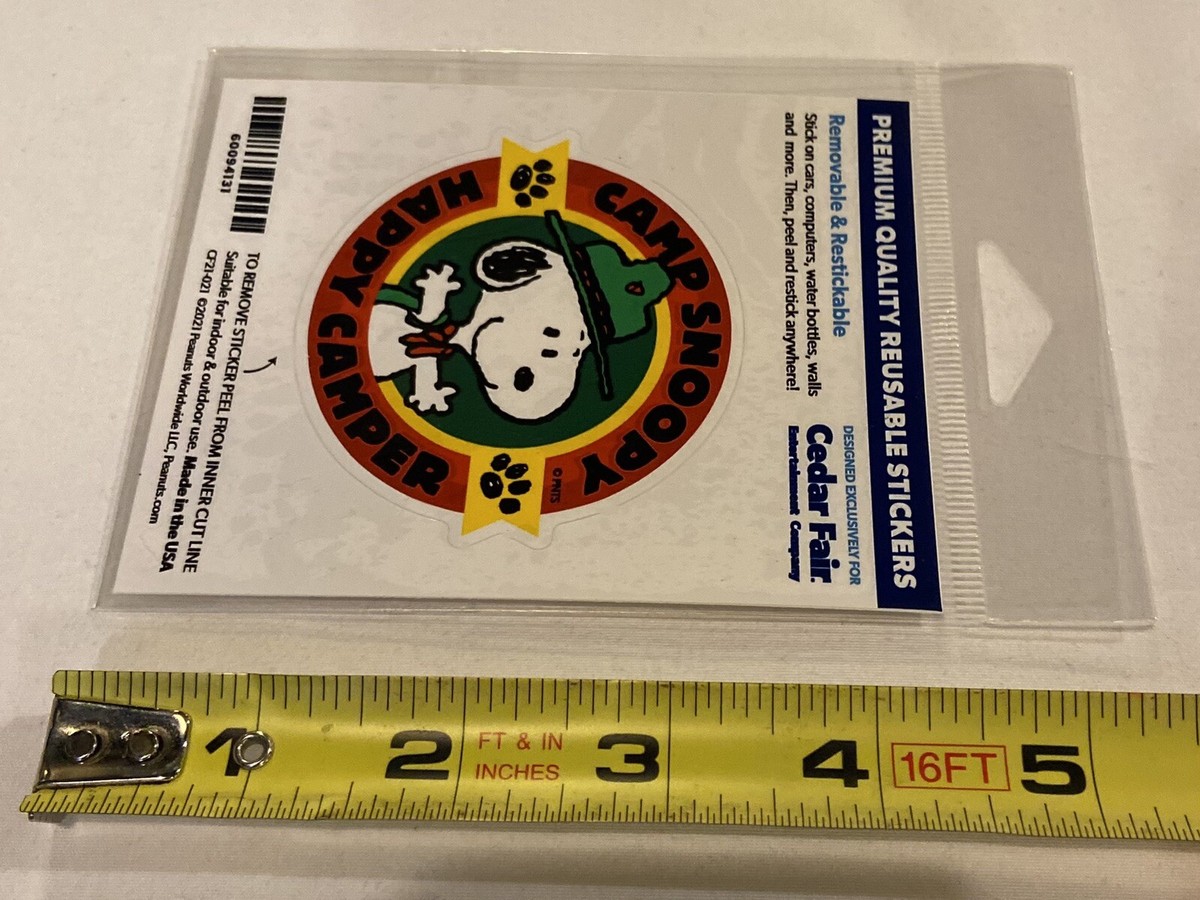 PREMIUM QUALITY REUSABLE STICKERS
Removable & Restickable
Stick on cars, computers, water bottles, walls
and more. Then, peel and restick anywhere!
DESIGNED EXCLUSIVELY FOR
Cedar Fair
Entertainment Company
CAMP SNOOPY
HAPPY CAMPER
© PNTS
60094131
TO REMOVE STICKER PEEL FROM INNER CUT LINE
Suitable for indoor & outdoor use. Made in the USA
CF21-021 ©2021 Peanuts Worldwide LLC, Peanuts.com
1 2 FT & IN 3 4 16FT 5
INCHES